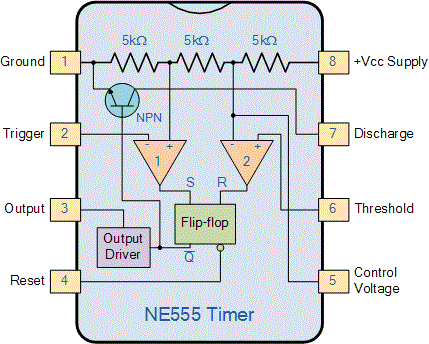 5kΩ 5kΩ 5kΩ
Ground 1 8 +Vcc Supply
NPN
Trigger 2 - + - + 7 Discharge
1 2
S R
Output 3 Flip-flop 6 Threshold
Output
Driver
Q̅
Reset 4 5 Control
Voltage
NE555 Timer